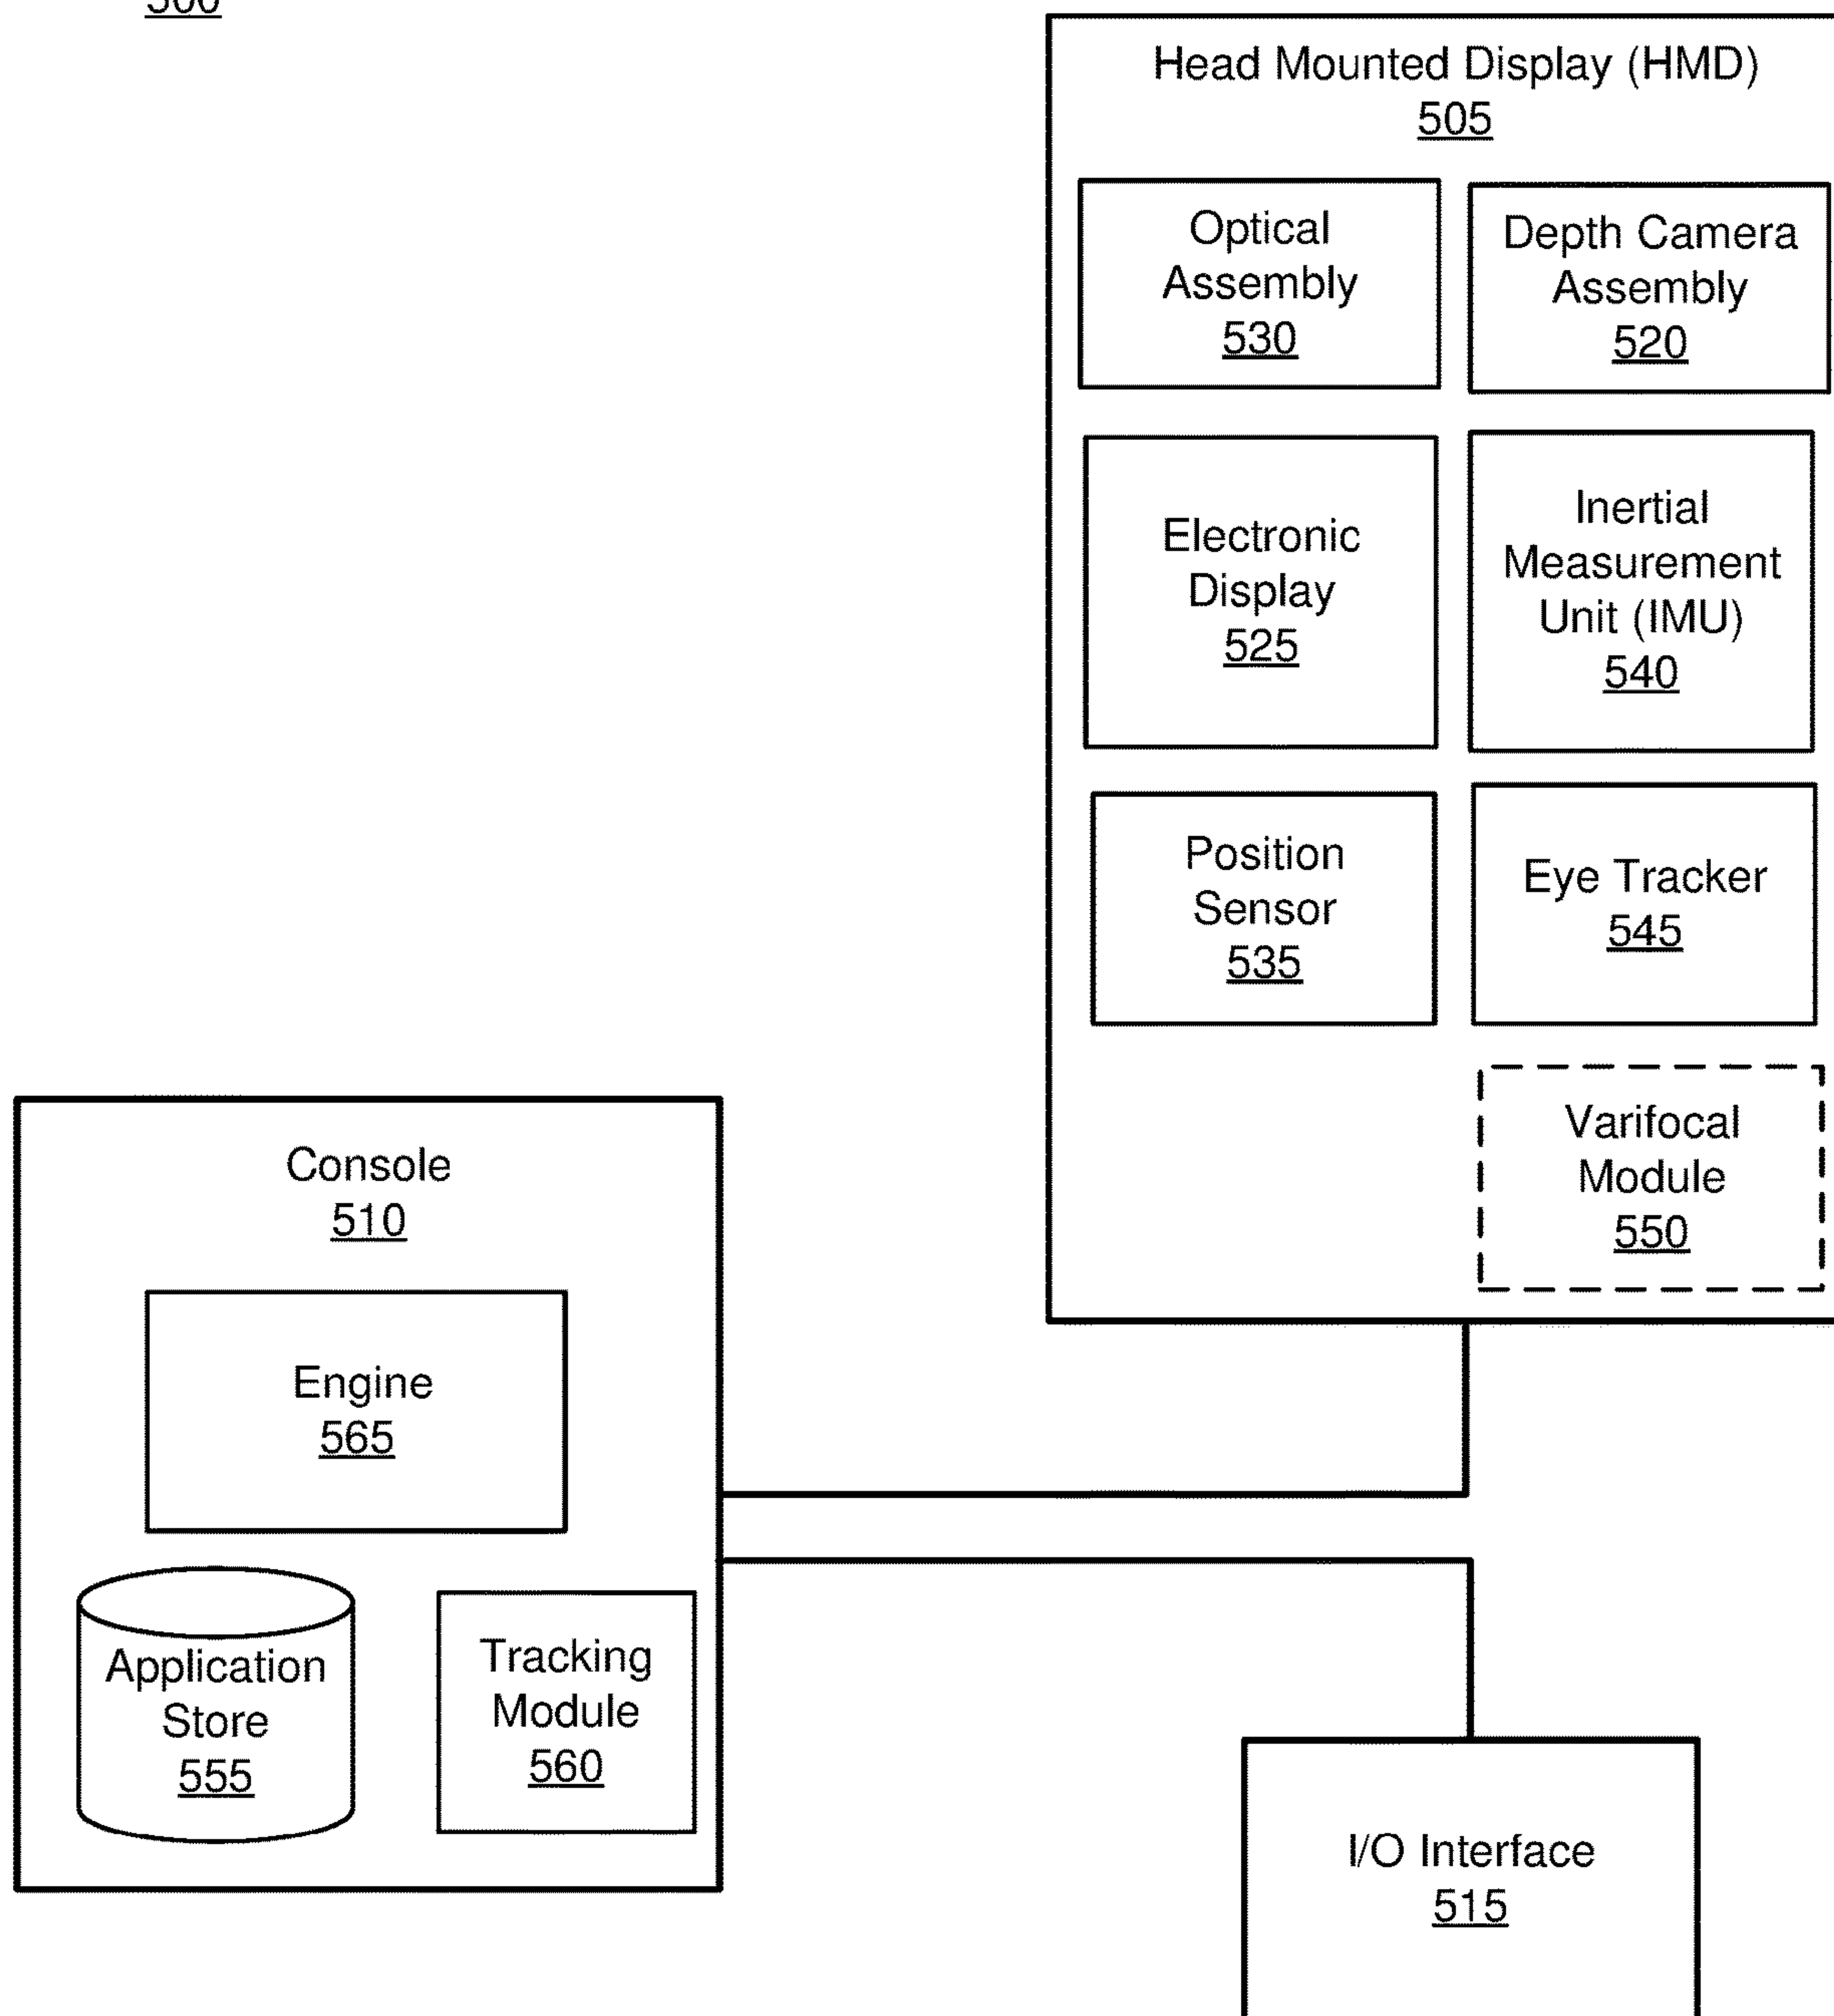 Head Mounted Display (HMD)
505
Optical
Assembly
530
Depth Camera
Assembly
520
Electronic
Display
525
Inertial
Measurement
Unit (IMU)
540
Position
Sensor
535
Eye Tracker
545
Varifocal
Module
550
Console
510
Engine
565
Application
Store
555
Tracking
Module
560
I/O Interface
515